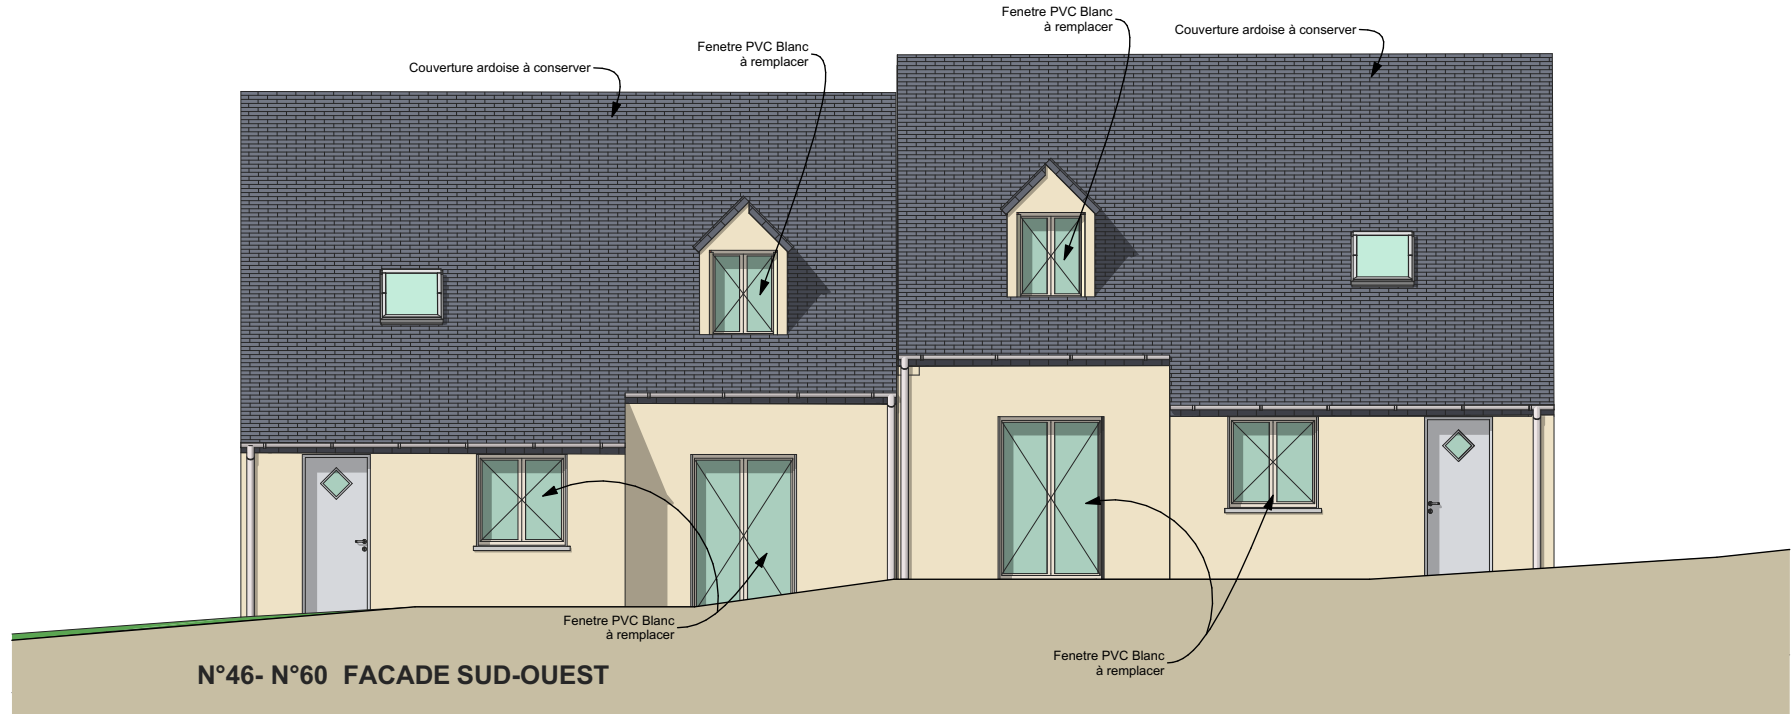 Fenetre PVC Blanc
à remplacer
Couverture ardoise à conserver
Fenetre PVC Blanc
à remplacer
Couverture ardoise à conserver
Fenetre PVC Blanc
à remplacer
Fenetre PVC Blanc
à remplacer
N°46- N°60 FACADE SUD-OUEST